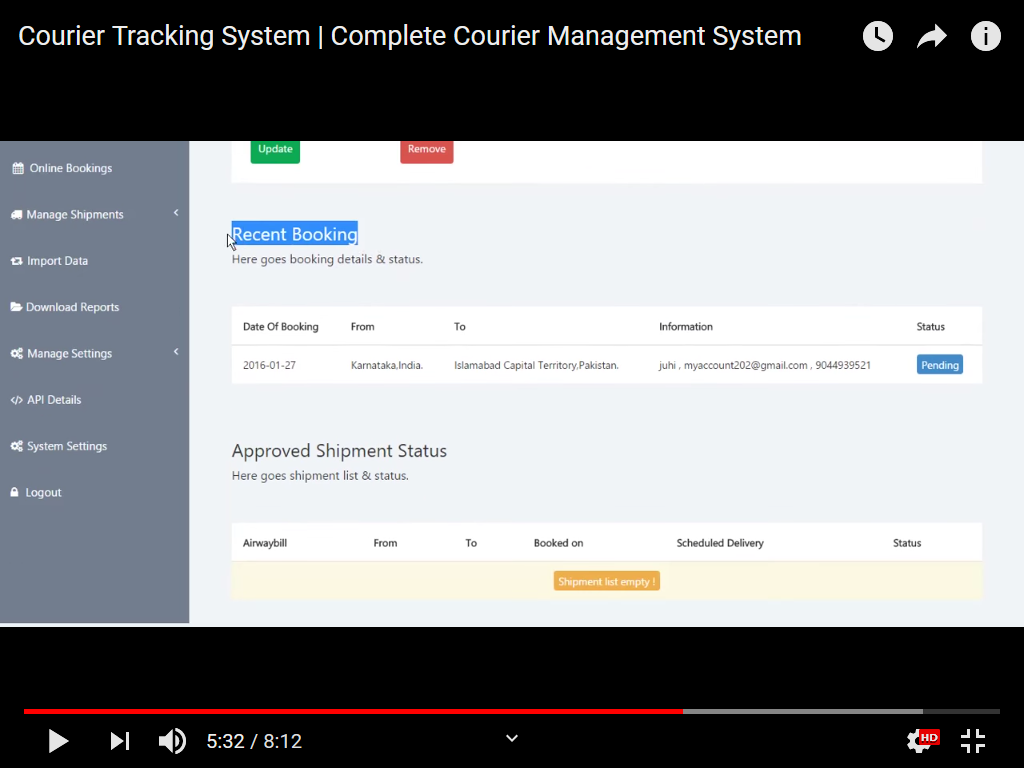 Courier Tracking System | Complete Courier Management System
Update Remove
Online Bookings
Manage Shipments
Import Data
Download Reports
Manage Settings
API Details
System Settings
Logout
Recent Booking
Here goes booking details & status.
Date Of Booking From To Information Status
2016-01-27 Karnataka,India. Islamabad Capital Territory,Pakistan. juhi , myaccount202@gmail.com , 9044939521 Pending
Approved Shipment Status
Here goes shipment list & status.
Airwaybill From To Booked on Scheduled Delivery Status
Shipment list empty !
5:32 / 8:12
HD